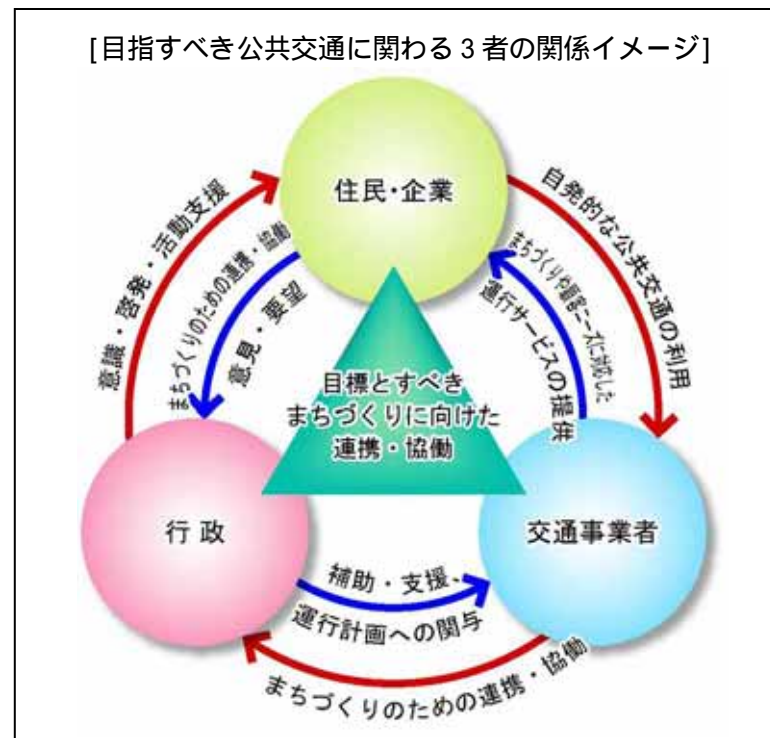 [目指すべき公共交通に関わる3者の関係イメージ]
住民・企業
意識・啓発・活動支援
まちづくりのための連携・協働
意見・要望
自発的な公共交通の利用
まちづくりや顧客ニーズに対応した
運行サービスの提供
目標とすべき
まちづくりに向けた
連携・協働
行政
交通事業者
補助・支援、
運行計画への関与
まちづくりのための連携・協働